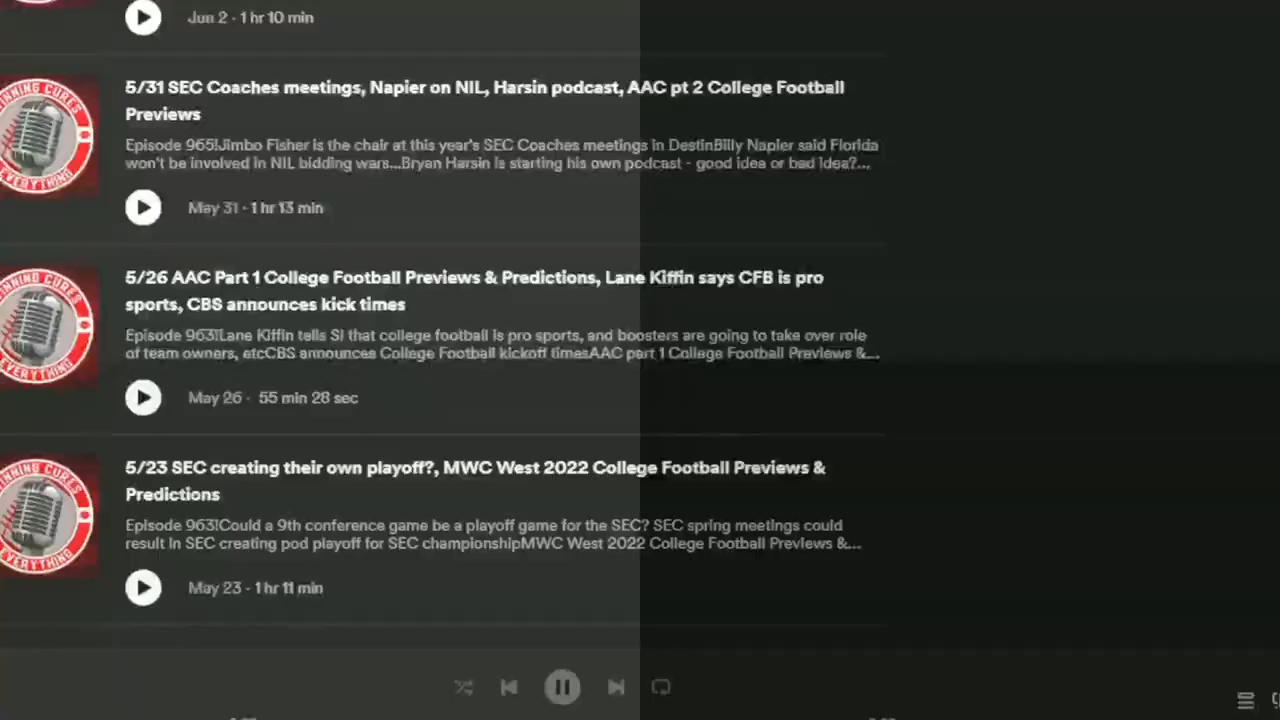 Jun 2 · 1 hr 10 min
5/31 SEC Coaches meetings, Napier on NIL, Harsin podcast, AAC pt 2 College Football
Previews
Episode 965!Jimbo Fisher is the chair at this year's SEC Coaches meetings in DestinBilly Napier said Florida
won't be involved in NIL bidding wars...Bryan Harsin is starting his own podcast - good idea or bad idea?...
May 31 · 1 hr 13 min
WINNING CURES
EVERYTHING
5/26 AAC Part 1 College Football Previews & Predictions, Lane Kiffin says CFB is pro
sports, CBS announces kick times
Episode 963!Lane Kiffin tells SI that college football is pro sports, and boosters are going to take over role
of team owners, etcCBS announces College Football kickoff timesAAC part 1 College Football Previews &...
May 26 · 55 min 28 sec
WINNING CURES
EVERYTHING
5/23 SEC creating their own playoff?, MWC West 2022 College Football Previews &
Predictions
Episode 963!Could a 9th conference game be a playoff game for the SEC? SEC spring meetings could
result in SEC creating pod playoff for SEC championshipMWC West 2022 College Football Previews &...
May 23 · 1 hr 11 min
WINNING CURES
EVERYTHING